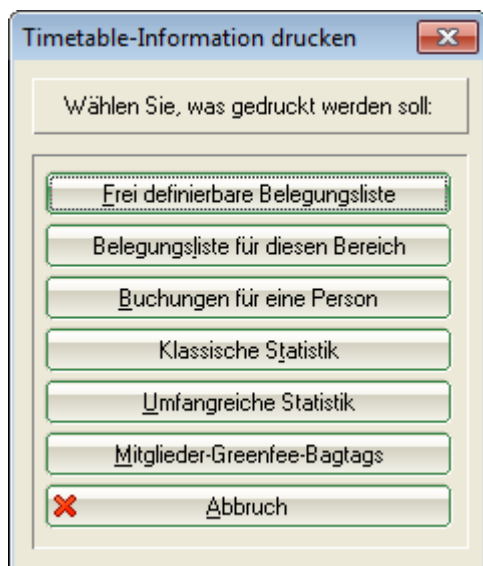 Timetable-Information drucken
Wählen Sie, was gedruckt werden soll:
Frei definierbare Belegungsliste
Belegungsliste für diesen Bereich
Buchungen für eine Person
Klassische Statistik
Umfangreiche Statistik
Mitglieder-Greenfee-Bagtags
Abbruch